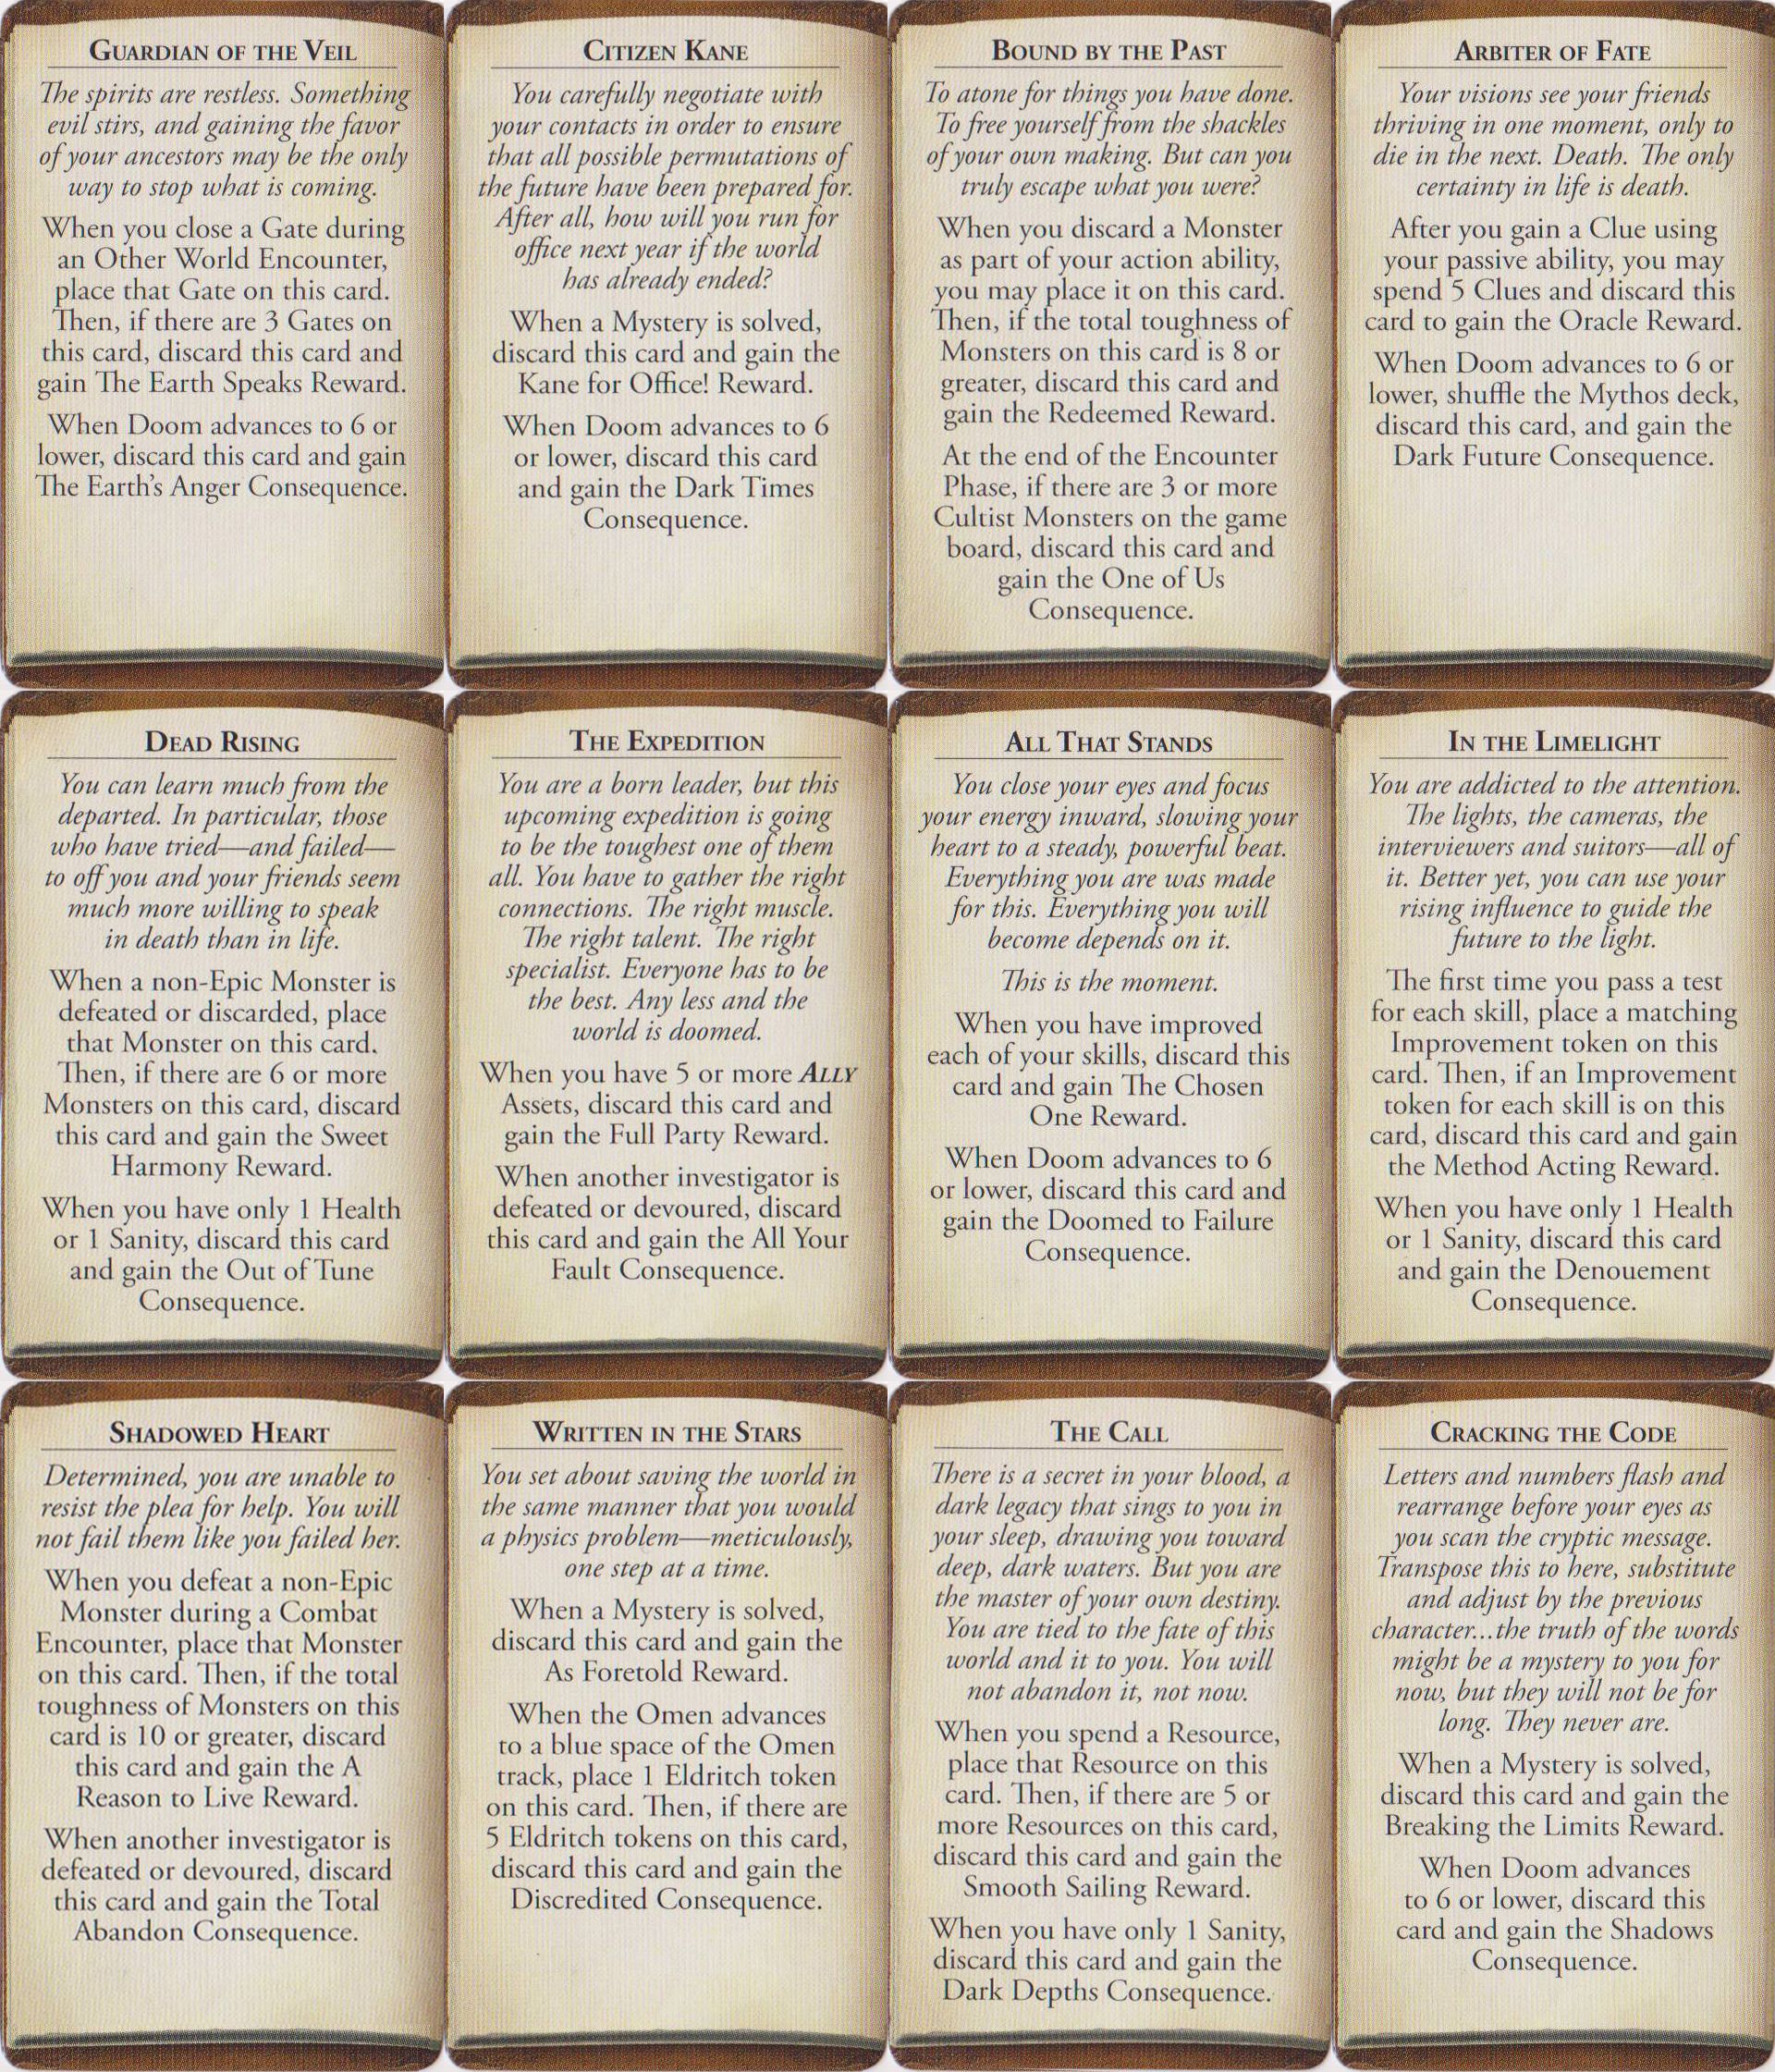 GUARDIAN OF THE VEIL
The spirits are restless. Something
evil stirs, and gaining the favor
of your ancestors may be the only
way to stop what is coming.
When you close a Gate during
an Other World Encounter,
place that Gate on this card.
Then, if there are 3 Gates on
this card, discard this card and
gain The Earth Speaks Reward.
When Doom advances to 6 or
lower, discard this card and gain
The Earth's Anger Consequence.
CITIZEN KANE
You carefully negotiate with
your contacts in order to ensure
that all possible permutations of
the future have been prepared for.
After all, how will you run for
office next year if the world
has already ended?
When a Mystery is solved,
discard this card and gain the
Kane for Office! Reward.
When Doom advances to 6
or lower, discard this card
and gain the Dark Times
Consequence.
BOUND BY THE PAST
To atone for things you have done.
To free yourself from the shackles
of your own making. But can you
truly escape what you were?
When you discard a Monster
as part of your action ability,
you may place it on this card.
Then, if the total toughness of
Monsters on this card is 8 or
greater, discard this card and
gain the Redeemed Reward.
At the end of the Encounter
Phase, if there are 3 or more
Cultist Monsters on the game
board, discard this card and
gain the One of Us
Consequence.
ARBITER OF FATE
Your visions see your friends
thriving in one moment, only to
die in the next. Death. The only
certainty in life is death.
After you gain a Clue using
your passive ability, you may
spend 5 Clues and discard this
card to gain the Oracle Reward.
When Doom advances to 6 or
lower, shuffle the Mythos deck,
discard this card, and gain the
Dark Future Consequence.
DEAD RISING
You can learn much from the
departed. In particular, those
who have tried—and failed—
to off you and your friends seem
much more willing to speak
in death than in life.
When a non-Epic Monster is
defeated or discarded, place
that Monster on this card.
Then, if there are 6 or more
Monsters on this card, discard
this card and gain the Sweet
Harmony Reward.
When you have only 1 Health
or 1 Sanity, discard this card
and gain the Out of Tune
Consequence.
THE EXPEDITION
You are a born leader, but this
upcoming expedition is going
to be the toughest one of them
all. You have to gather the right
connections. The right muscle.
The right talent. The right
specialist. Everyone has to be
the best. Any less and the
world is doomed.
When you have 5 or more ALLY
Assets, discard this card and
gain the Full Party Reward.
When another investigator is
defeated or devoured, discard
this card and gain the All Your
Fault Consequence.
ALL THAT STANDS
You close your eyes and focus
your energy inward, slowing your
heart to a steady, powerful beat.
Everything you are was made
for this. Everything you will
become depends on it.
This is the moment.
When you have improved
each of your skills, discard this
card and gain The Chosen
One Reward.
When Doom advances to 6
or lower, discard this card and
gain the Doomed to Failure
Consequence.
IN THE LIMELIGHT
You are addicted to the attention.
The lights, the cameras, the
interviewers and suitors—all of
it. Better yet, you can use your
rising influence to guide the
future to the light.
The first time you pass a test
for each skill, place a matching
Improvement token on this
card. Then, if an Improvement
token for each skill is on this
card, discard this card and gain
the Method Acting Reward.
When you have only 1 Health
or 1 Sanity, discard this card
and gain the Denouement
Consequence.
SHADOWED HEART
Determined, you are unable to
resist the plea for help. You will
not fail them like you failed her.
When you defeat a non-Epic
Monster during a Combat
Encounter, place that Monster
on this card. Then, if the total
toughness of Monsters on this
card is 10 or greater, discard
this card and gain the A
Reason to Live Reward.
When another investigator is
defeated or devoured, discard
this card and gain the Total
Abandon Consequence.
WRITTEN IN THE STARS
You set about saving the world in
the same manner that you would
a physics problem—meticulously,
one step at a time.
When a Mystery is solved,
discard this card and gain the
As Foretold Reward.
When the Omen advances
to a blue space of the Omen
track, place 1 Eldritch token
on this card. Then, if there are
5 Eldritch tokens on this card,
discard this card and gain the
Discredited Consequence.
THE CALL
There is a secret in your blood, a
dark legacy that sings to you in
your sleep, drawing you toward
deep, dark waters. But you are
the master of your own destiny.
You are tied to the fate of this
world and it to you. You will
not abandon it, not now.
When you spend a Resource,
place that Resource on this
card. Then, if there are 5 or
more Resources on this card,
discard this card and gain the
Smooth Sailing Reward.
When you have only 1 Sanity,
discard this card and gain the
Dark Depths Consequence.
CRACKING THE CODE
Letters and numbers flash and
rearrange before your eyes as
you scan the cryptic message.
Transpose this to here, substitute
and adjust by the previous
character...the truth of the words
might be a mystery to you for
now, but they will not be for
long. They never are.
When a Mystery is solved,
discard this card and gain the
Breaking the Limits Reward.
When Doom advances
to 6 or lower, discard this
card and gain the Shadows
Consequence.